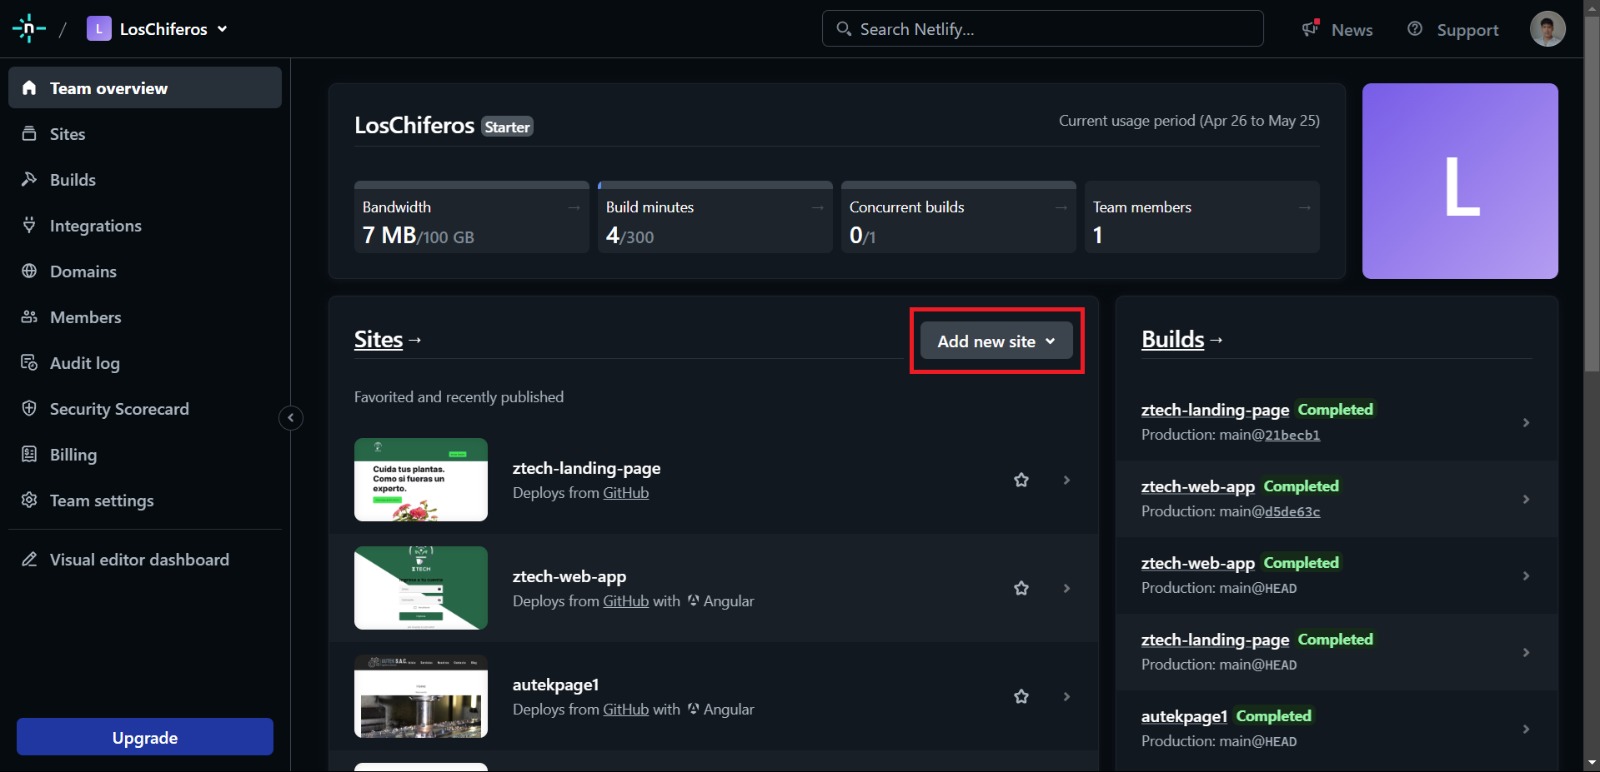 n / L LosChiferos
Search Netlify...
News
Support
Team overview
Sites
Builds
Integrations
Domains
Members
Audit log
Security Scorecard
Billing
Team settings
Visual editor dashboard
Upgrade
LosChiferos Starter
Current usage period (Apr 26 to May 25)
Bandwidth →
7 MB/100 GB
Build minutes →
4/300
Concurrent builds →
0/1
Team members →
1
L
Sites →
Add new site
Favorited and recently published
Cuida tus plantas.
Como si fueras un
experto.
ztech-landing-page
Deploys from GitHub
Z TECH
ztech-web-app
Deploys from GitHub with Angular
autekpage1
Deploys from GitHub with Angular
Builds →
ztech-landing-page Completed
Production: main@21becb1
ztech-web-app Completed
Production: main@d5de63c
ztech-web-app Completed
Production: main@HEAD
ztech-landing-page Completed
Production: main@HEAD
autekpage1 Completed
Production: main@HEAD